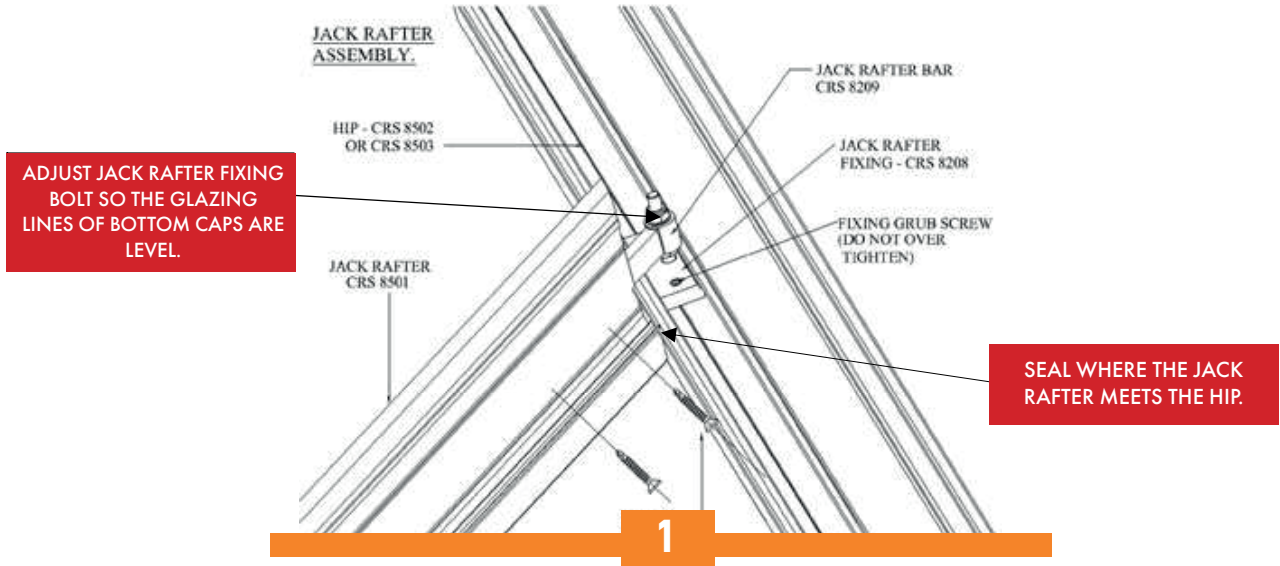 JACK RAFTER
ASSEMBLY.
JACK RAFTER BAR
CRS 8209
HIP - CRS 8502
OR CRS 8503
JACK RAFTER
FIXING - CRS 8208
ADJUST JACK RAFTER FIXING
BOLT SO THE GLAZING
LINES OF BOTTOM CAPS ARE
LEVEL.
FIXING GRUB SCREW
(DO NOT OVER
TIGHTEN)
JACK RAFTER
CRS 8501
SEAL WHERE THE JACK
RAFTER MEETS THE HIP.
1